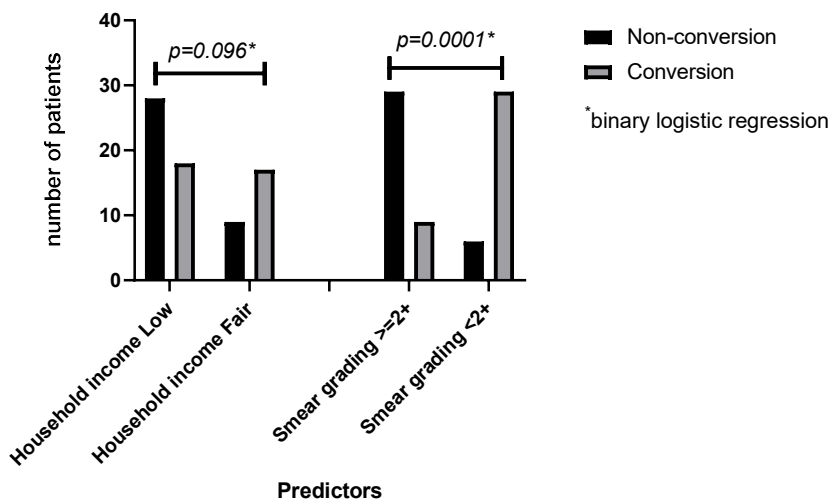 40
30
20
10
0
number of patients
p=0.096*
p=0.0001*
Non-conversion
Conversion
*binary logistic regression
Household income Low
Household income Fair
Smear grading >=2+
Smear grading <2+
Predictors